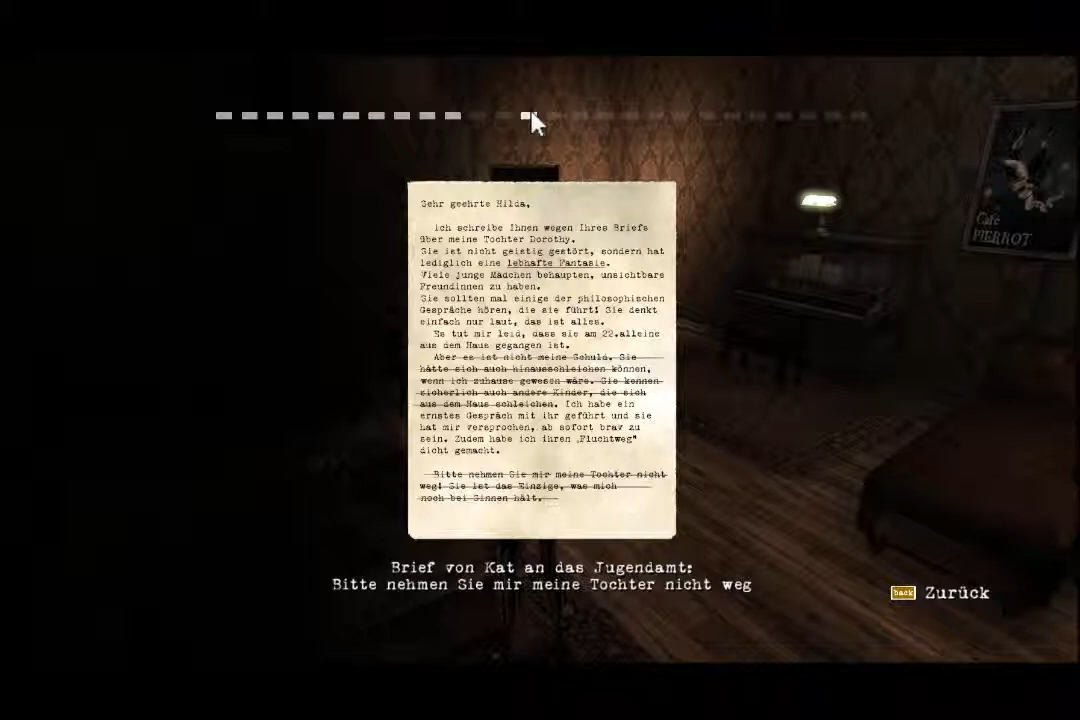 Sehr geehrte Hilda,
Ich schreibe Ihnen wegen Ihres Briefs
über meine Tochter Dorothy.
Sie ist nicht geistig gestört, sondern hat
lediglich eine lebhafte Fantasie.
Viele junge Mädchen behaupten, unsichtbare
Freundinnen zu haben.
Sie sollten mal einige der philosophischen
Gespräche hören, die sie führt! Sie denkt
einfach nur laut, das ist alles.
Es tut mir leid, dass sie am 22.alleine
aus dem Haus gegangen ist.
Aber es ist nicht meine Schuld. Sie
hätte sich auch hinausschleichen können,
wenn ich zuhause gewesen wäre. Sie kennen
sicherlich auch andere Kinder, die sich
aus dem Haus schleichen. Ich habe ein
ernstes Gespräch mit ihr geführt und sie
hat mir versprochen, ab sofort brav zu
sein. Zudem habe ich ihren „Fluchtweg"
dicht gemacht.
Bitte nehmen Sie mir meine Tochter nicht
weg! Sie ist das Einzige, was mich
noch bei Sinnen hält.
Café
PIERROT
Brief von Kat an das Jugendamt:
Bitte nehmen Sie mir meine Tochter nicht weg
back Zurück